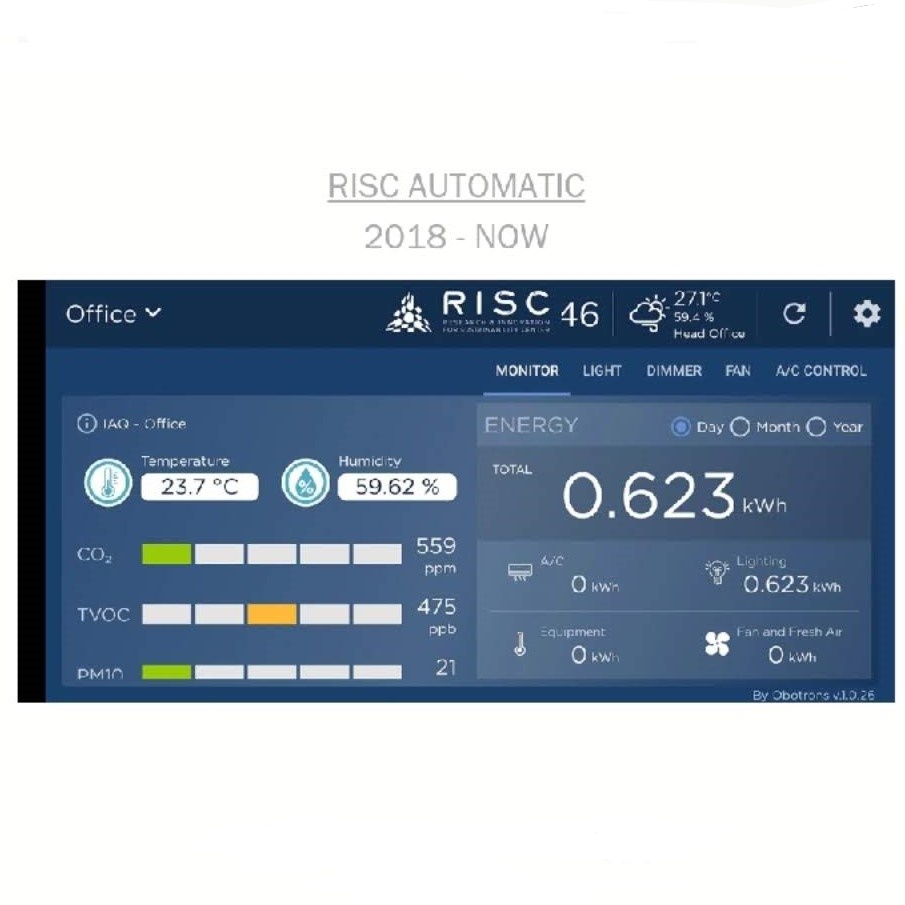 RISC AUTOMATIC
2018 - NOW
Office
RISC
RESEARCH & INNOVATION
FOR SUSTAINABILITY CENTER
46
27.1°C
59.4 %
Head Office
MONITOR LIGHT DIMMER FAN A/C CONTROL
IAQ - Office
Temperature
23.7 °C
Humidity
59.62 %
CO₂
559
ppm
TVOC
475
ppb
PM10
21
ENERGY
Day Month Year
TOTAL
0.623 kWh
A/C
0 kWh
Lighting
0.623 kWh
Equipment
0 kWh
Fan and Fresh Air
0 kWh
By Obotrons v.1.0.26